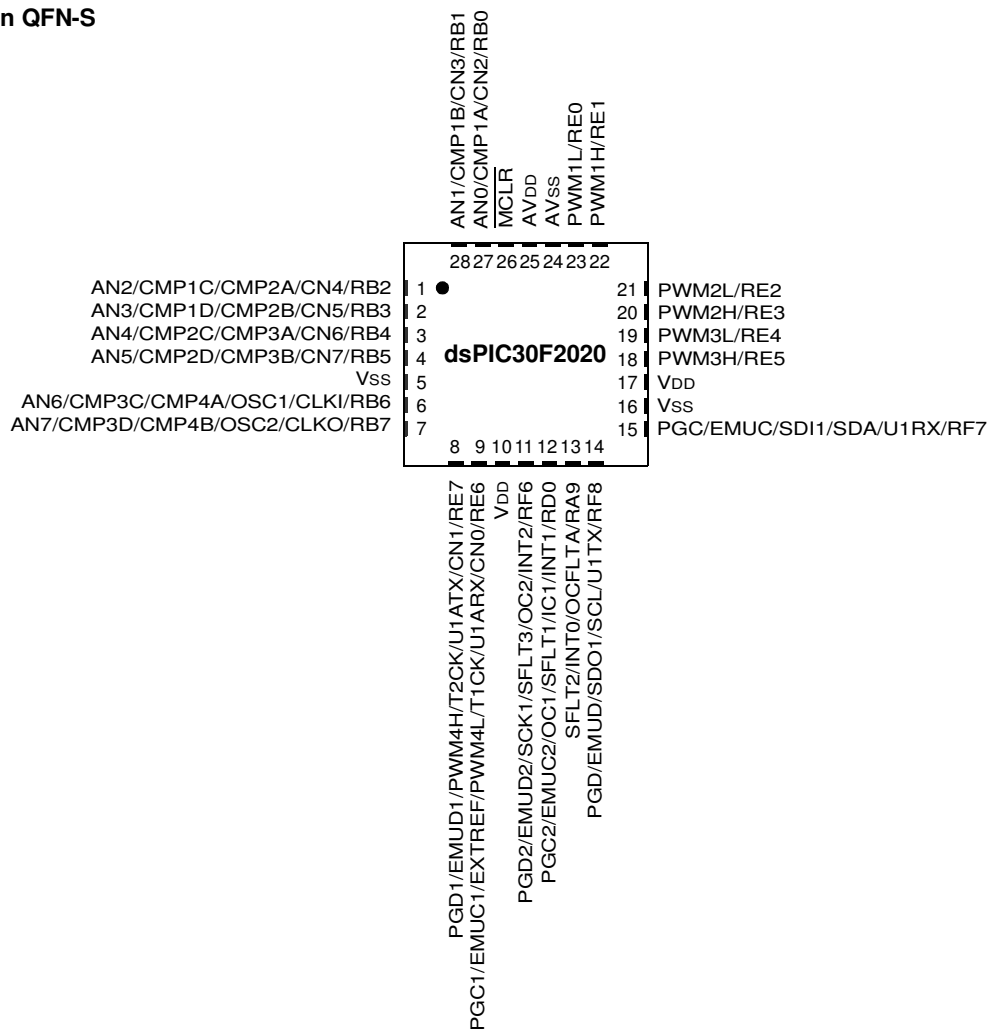 n QFN-S
AN1/CMP1B/CN3/RB1
AN0/CMP1A/CN2/RB0
MCLR
AVDD
AVSS
PWM1L/RE0
PWM1H/RE1
28 27 26 25 24 23 22
AN2/CMP1C/CMP2A/CN4/RB2 1
AN3/CMP1D/CMP2B/CN5/RB3 2
AN4/CMP2C/CMP3A/CN6/RB4 3
AN5/CMP2D/CMP3B/CN7/RB5 4
VSS 5
AN6/CMP3C/CMP4A/OSC1/CLKI/RB6 6
AN7/CMP3D/CMP4B/OSC2/CLKO/RB7 7
dsPIC30F2020
21 PWM2L/RE2
20 PWM2H/RE3
19 PWM3L/RE4
18 PWM3H/RE5
17 VDD
16 VSS
15 PGC/EMUC/SDI1/SDA/U1RX/RF7
8 9 10 11 12 13 14
PGD1/EMUD1/PWM4H/T2CK/U1ATX/CN1/RE7
PGC1/EMUC1/EXTREF/PWM4L/T1CK/U1ARX/CN0/RE6
VDD
PGD2/EMUD2/SCK1/SFLT3/OC2/INT2/RF6
PGC2/EMUC2/OC1/SFLT1/IC1/INT1/RD0
SFLT2/INT0/OCFLTA/RA9
PGD/EMUD/SDO1/SCL/U1TX/RF8